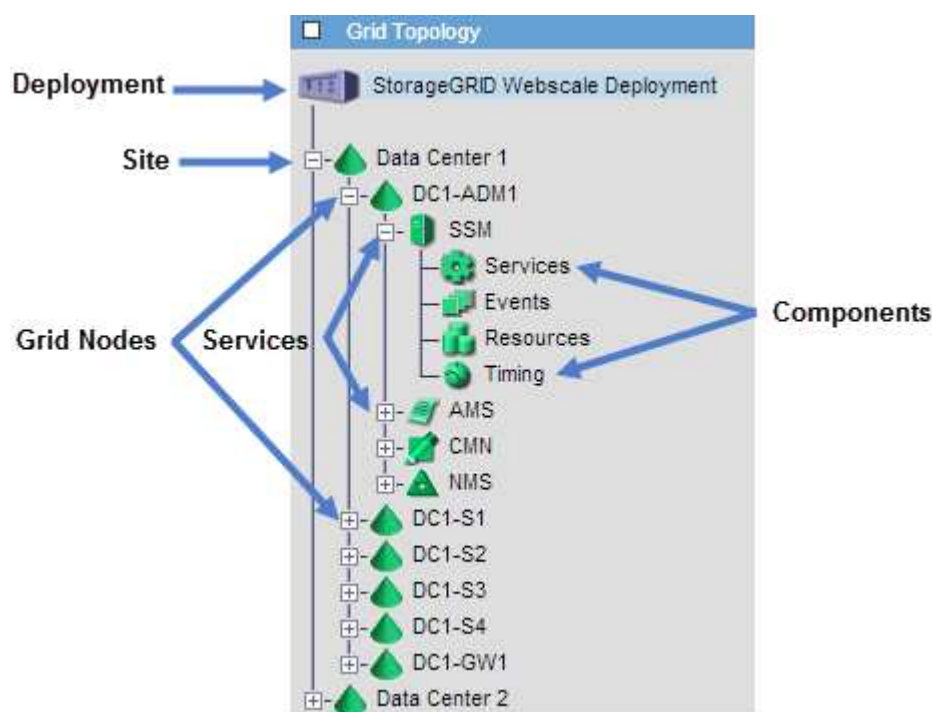 Grid Topology
Deployment
StorageGRID Webscale Deployment
Site
Data Center 1
DC1-ADM1
SSM
Services
Events
Components
Grid Nodes
Services
Resources
Timing
AMS
CMN
NMS
DC1-S1
DC1-S2
DC1-S3
DC1-S4
DC1-GW1
Data Center 2